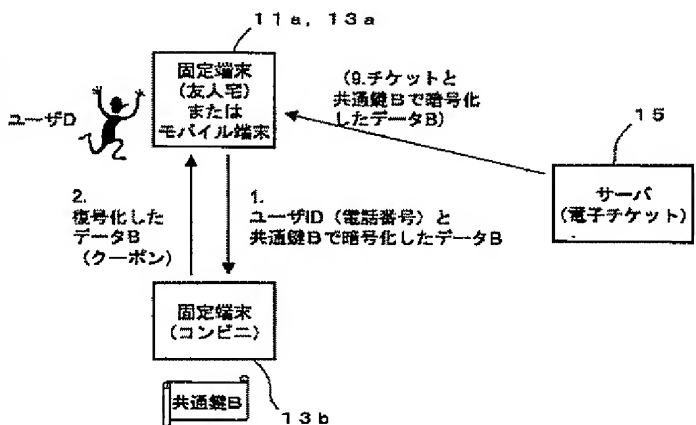 11a, 13a
固定端末
(友人宅)
または
モバイル端末
ユーザD
(9.チケットと
共通鍵Bで暗号化
したデータB)
15
サーバ
(電子チケット)
2.
復号化した
データB
(クーポン)
1.
ユーザID(電話番号)と
共通鍵Bで暗号化したデータB
固定端末
(コンビニ)
共通鍵B
13b